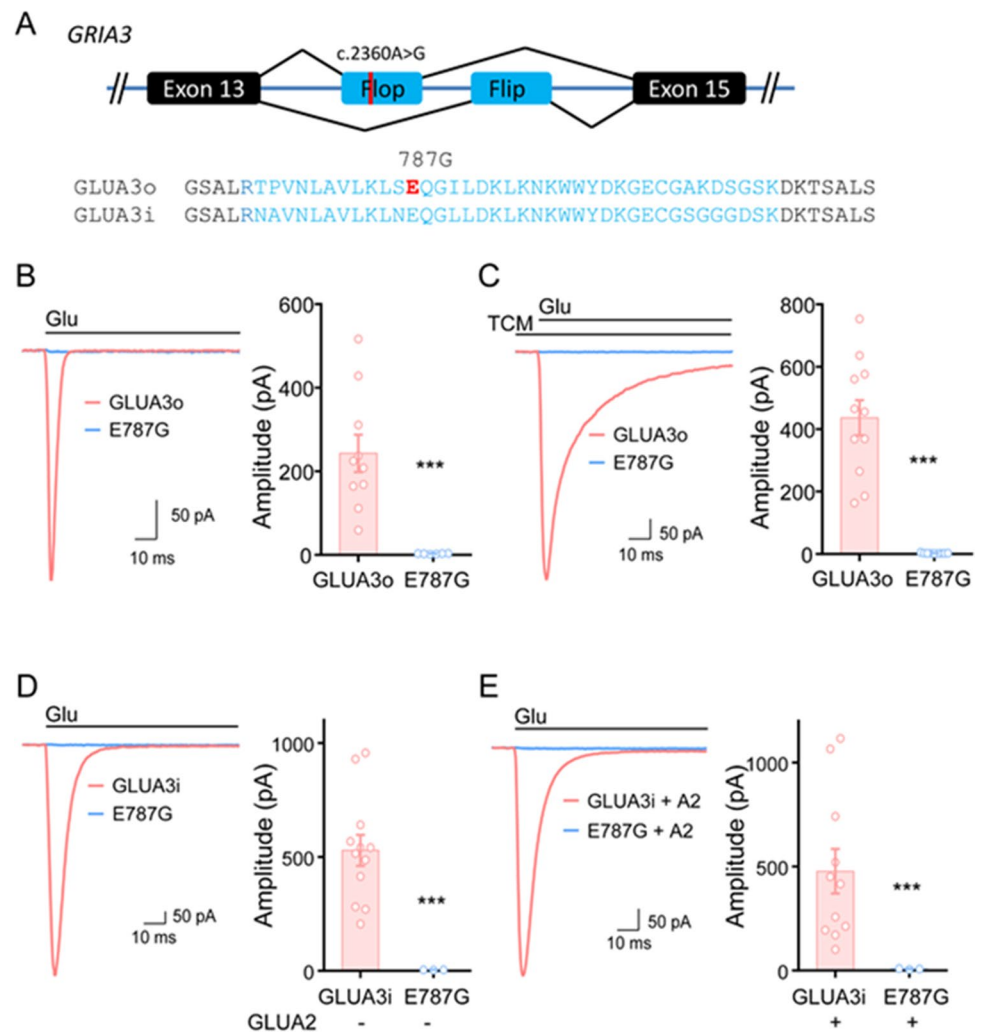 A
GRIA3
c.2360A>G
Exon 13
Flop
Flip
Exon 15
787G
GLUA3o GSALRTPVNLAVLKLSEQGILDKLKNKWWYDKGECGAKDSGSKDKTSALS
GLUA3i GSALRNAVNLAVLKLNEQGLLDKLKNKWWYDKGECGSGGGDSKDKTSALS
B
Glu
GLUA3o
E787G
50 pA
10 ms
Amplitude (pA)
600
400
200
0
***
GLUA3o E787G
C
Glu
TCM
GLUA3o
E787G
50 pA
10 ms
Amplitude (pA)
800
600
400
200
0
***
GLUA3o E787G
D
Glu
GLUA3i
E787G
50 pA
10 ms
Amplitude (pA)
1000
500
0
***
GLUA3i E787G
GLUA2 - -
E
Glu
GLUA3i + A2
E787G + A2
50 pA
10 ms
Amplitude (pA)
1000
500
0
***
GLUA3i E787G
+ +